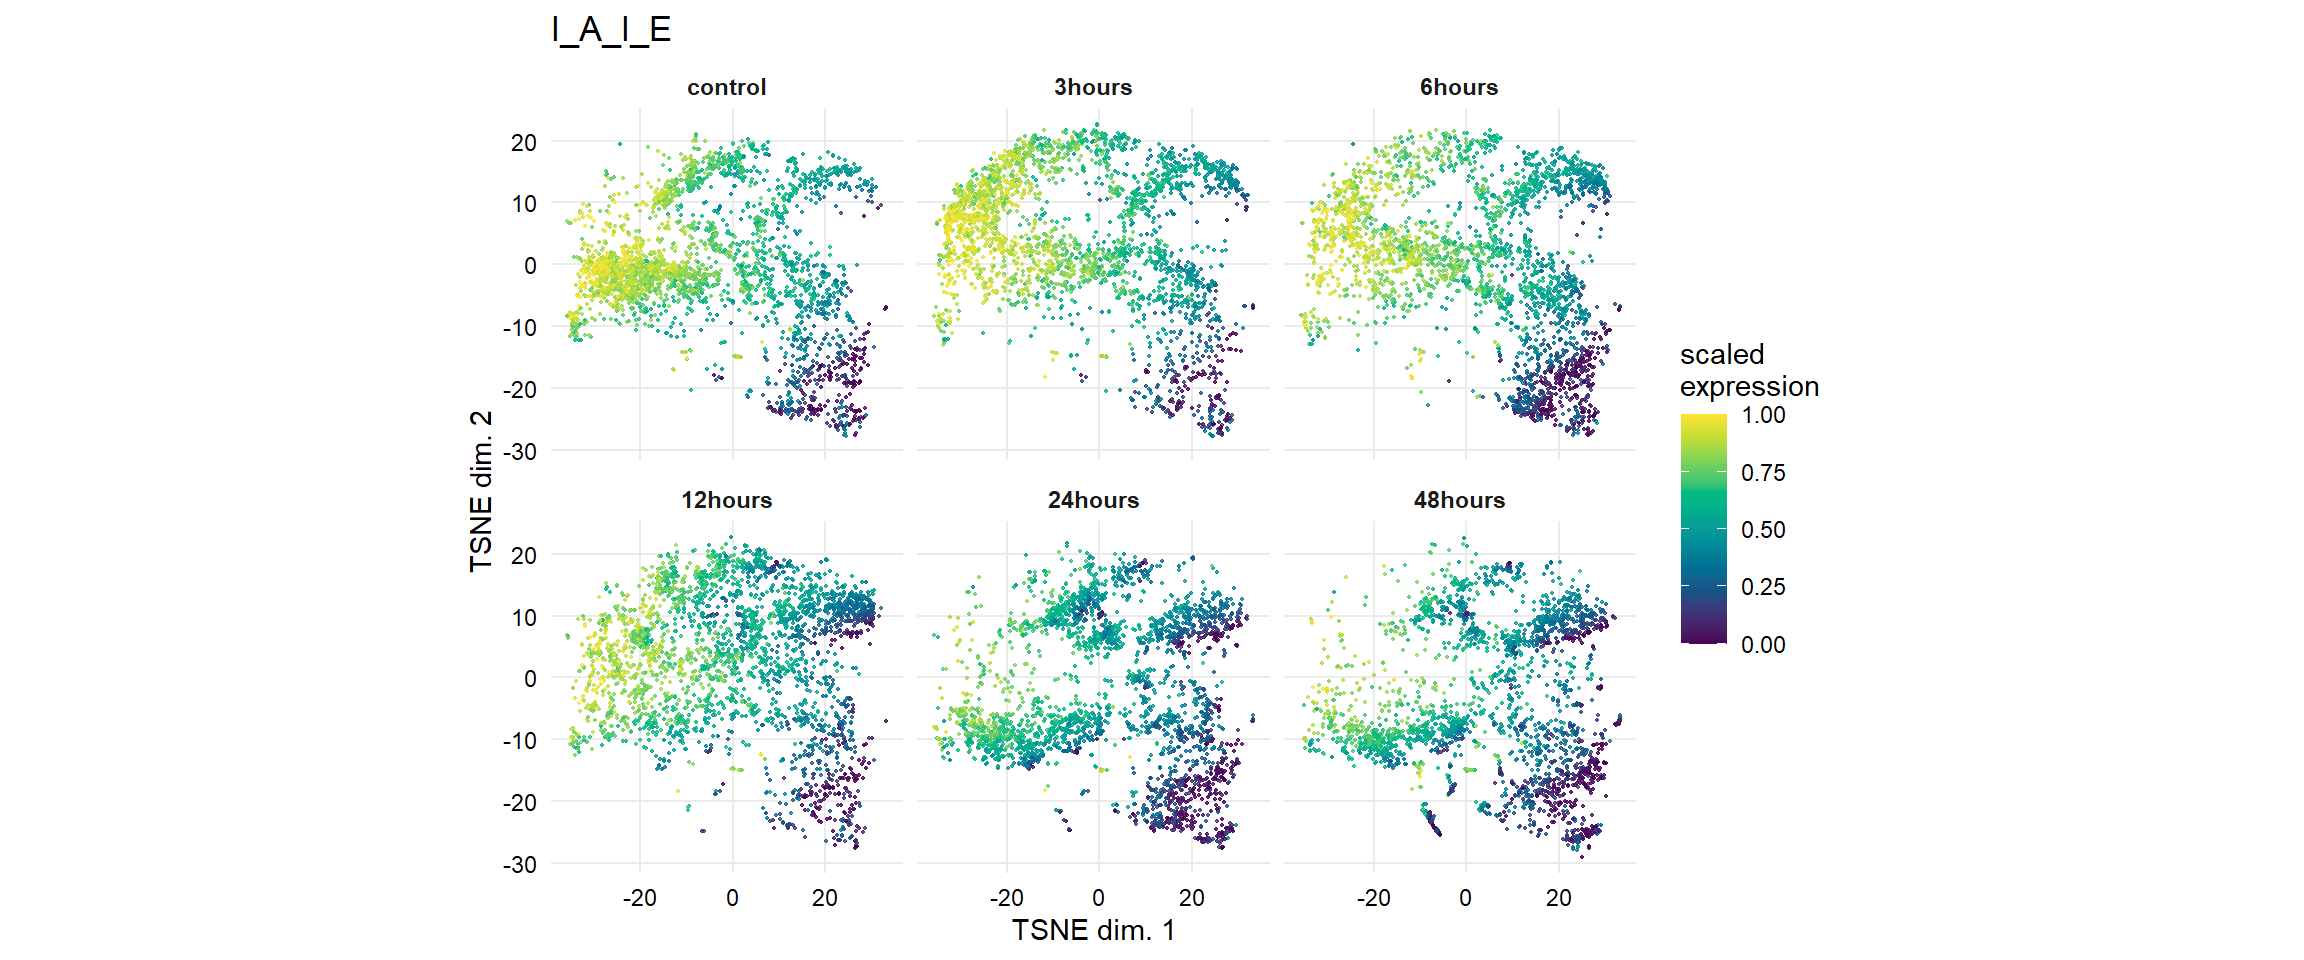 I_A_I_E
control
3hours
6hours
20
10
0
-10
-20
-30
12hours
24hours
48hours
20
10
0
-10
-20
-30
-20 0 20
-20 0 20
-20 0 20
TSNE dim. 1
TSNE dim. 2
scaled
expression
1.00
0.75
0.50
0.25
0.00